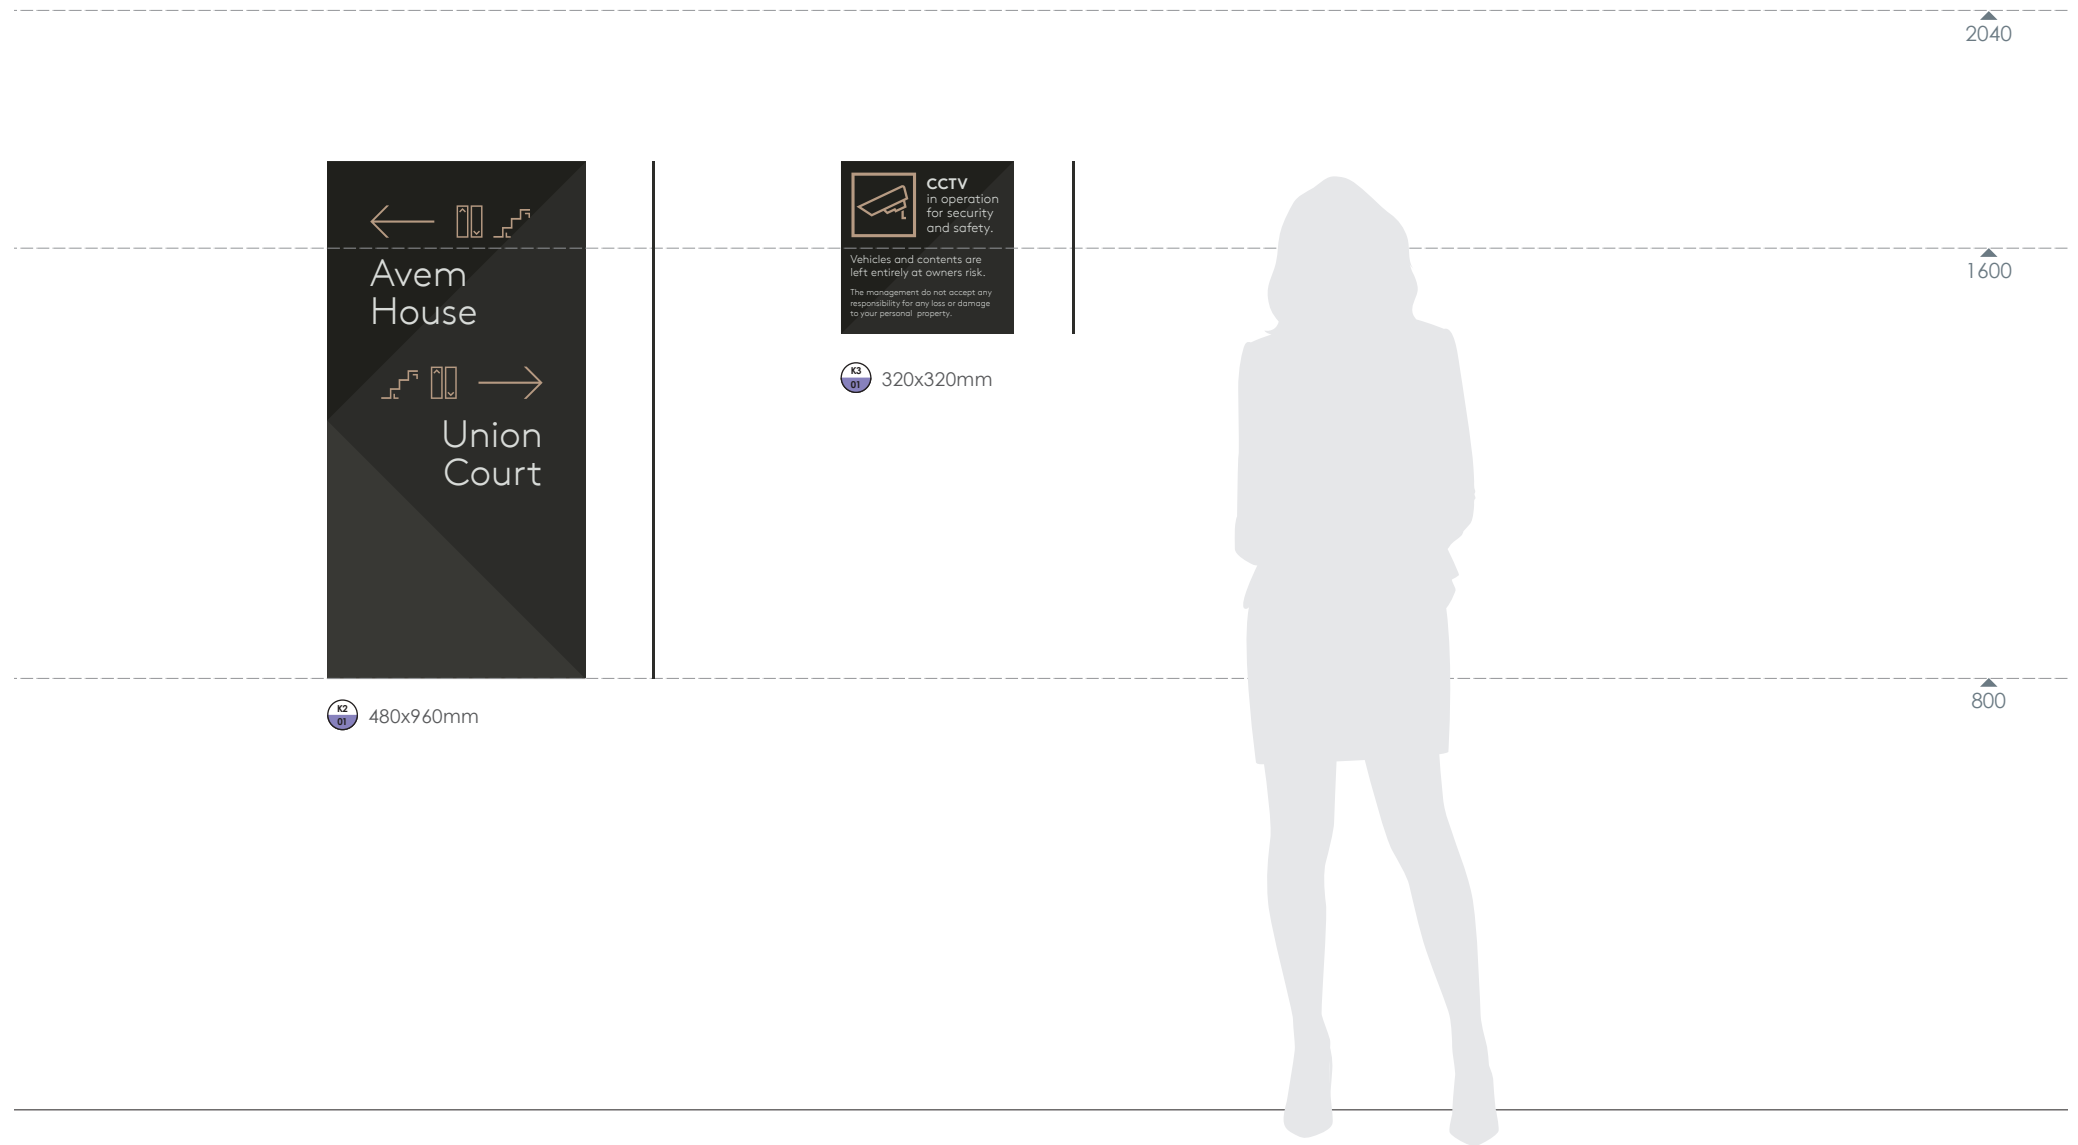 2040
Avem
House
Union
Court
K2
01
480x960mm
CCTV
in operation
for security
and safety.
Vehicles and contents are
left entirely at owners risk.
The management do not accept any
responsibility for any loss or damage
to your personal property.
K3
01
320x320mm
1600
800